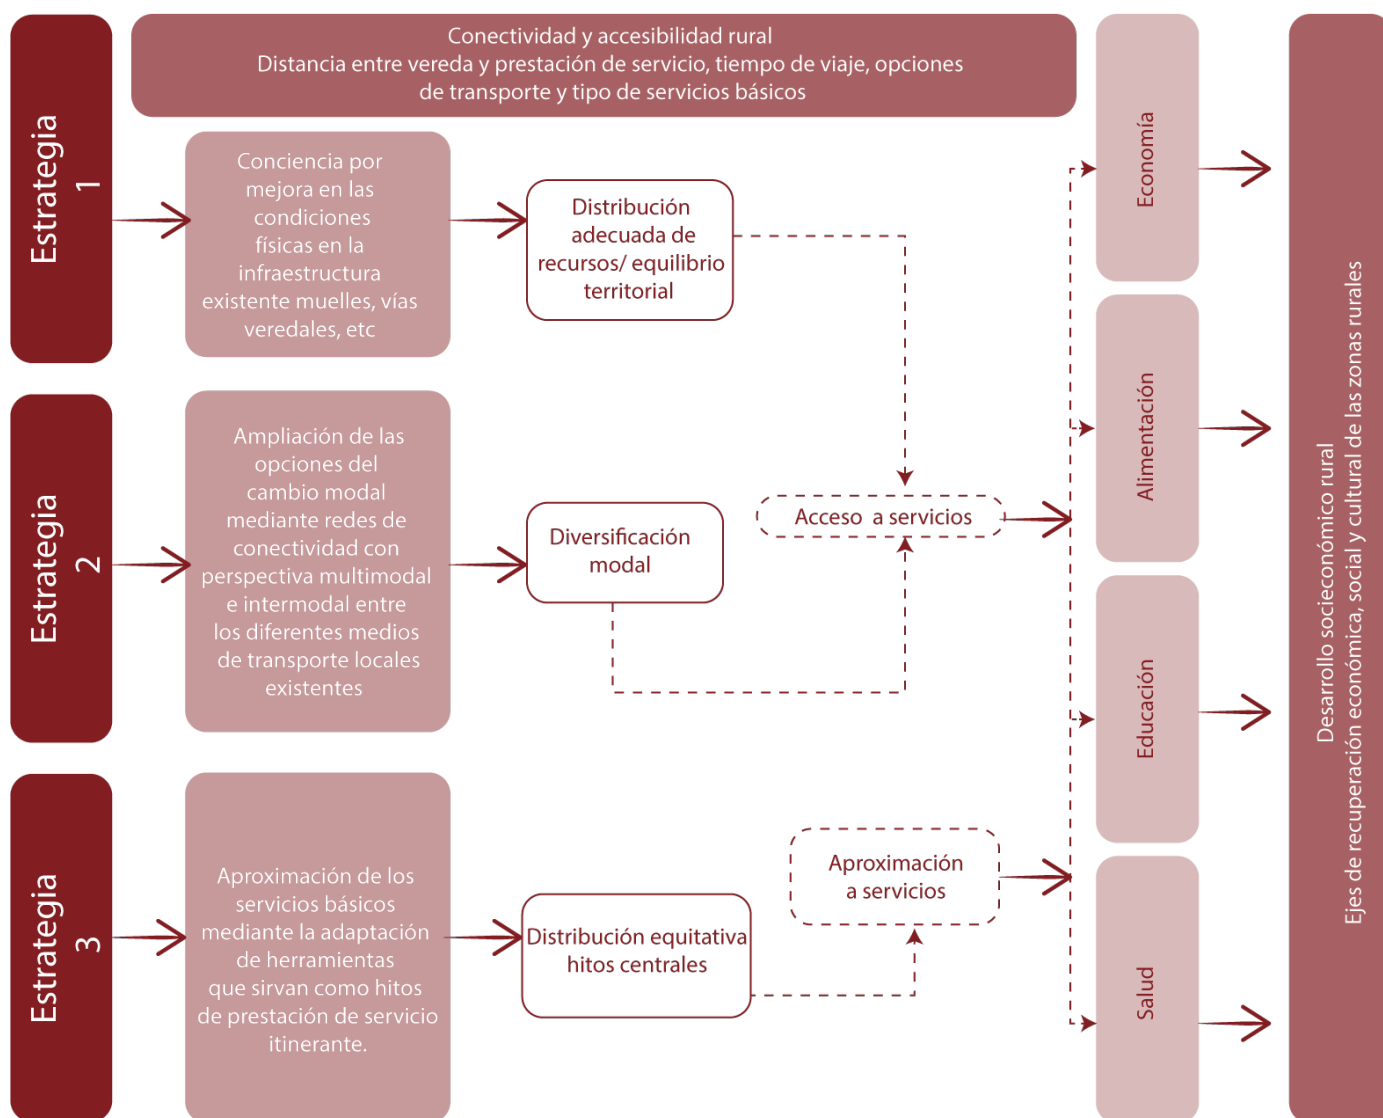 Conectividad y accesibilidad rural
Distancia entre vereda y prestación de servicio, tiempo de viaje, opciones
de transporte y tipo de servicios básicos
Estrategia
1
Conciencia por
mejora en las
condiciones
físicas en la
infraestructura
existente muelles, vías
veredales, etc
Distribución
adecuada de
recursos/ equilibrio
territorial
Estrategia
2
Ampliación de las
opciones del
cambio modal
mediante redes de
conectividad con
perspectiva multimodal
e intermodal entre
los diferentes medios
de transporte locales
existentes
Diversificación
modal
Acceso a servicios
Estrategia
3
Aproximación de los
servicios básicos
mediante la adaptación
de herramientas
que sirvan como hitos
de prestación de servicio
itinerante.
Distribución equitativa
hitos centrales
Aproximación
a servicios
Economía
Alimentación
Educación
Salud
Desarrollo socieconómico rural
Ejes de recuperación económica, social y cultural de las zonas rurales